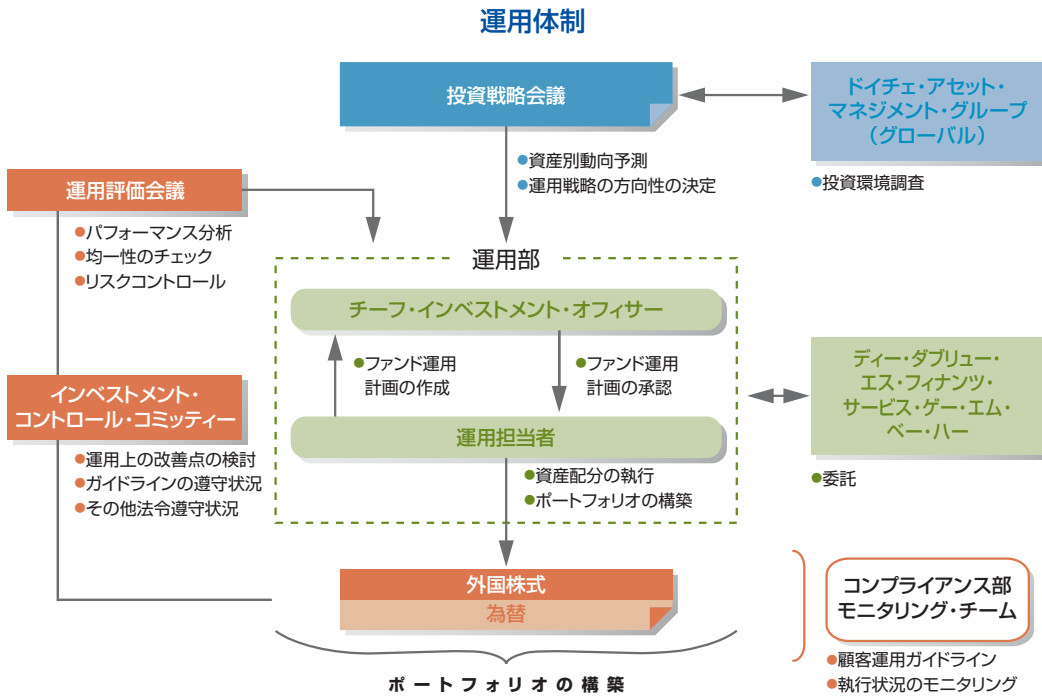 運用体制
投資戦略会議
ドイチェ・アセット・
マネジメント・グループ
（グローバル）
●資産別動向予測
●運用戦略の方向性の決定
●投資環境調査
運用評価会議
●パフォーマンス分析
●均一性のチェック
●リスクコントロール
運用部
チーフ・インベストメント・オフィサー
●ファンド運用
計画の作成
●ファンド運用
計画の承認
ディー・ダブリュー・
エス・フィナンツ・
サービス・ゲー・エム・
ベー・ハー
●委託
インベストメント・
コントロール・コミッティー
●運用上の改善点の検討
●ガイドラインの遵守状況
●その他法令遵守状況
運用担当者
●資産配分の執行
●ポートフォリオの構築
外国株式
為替
コンプライアンス部
モニタリング・チーム
●顧客運用ガイドライン
●執行状況のモニタリング
ポートフォリオの構築